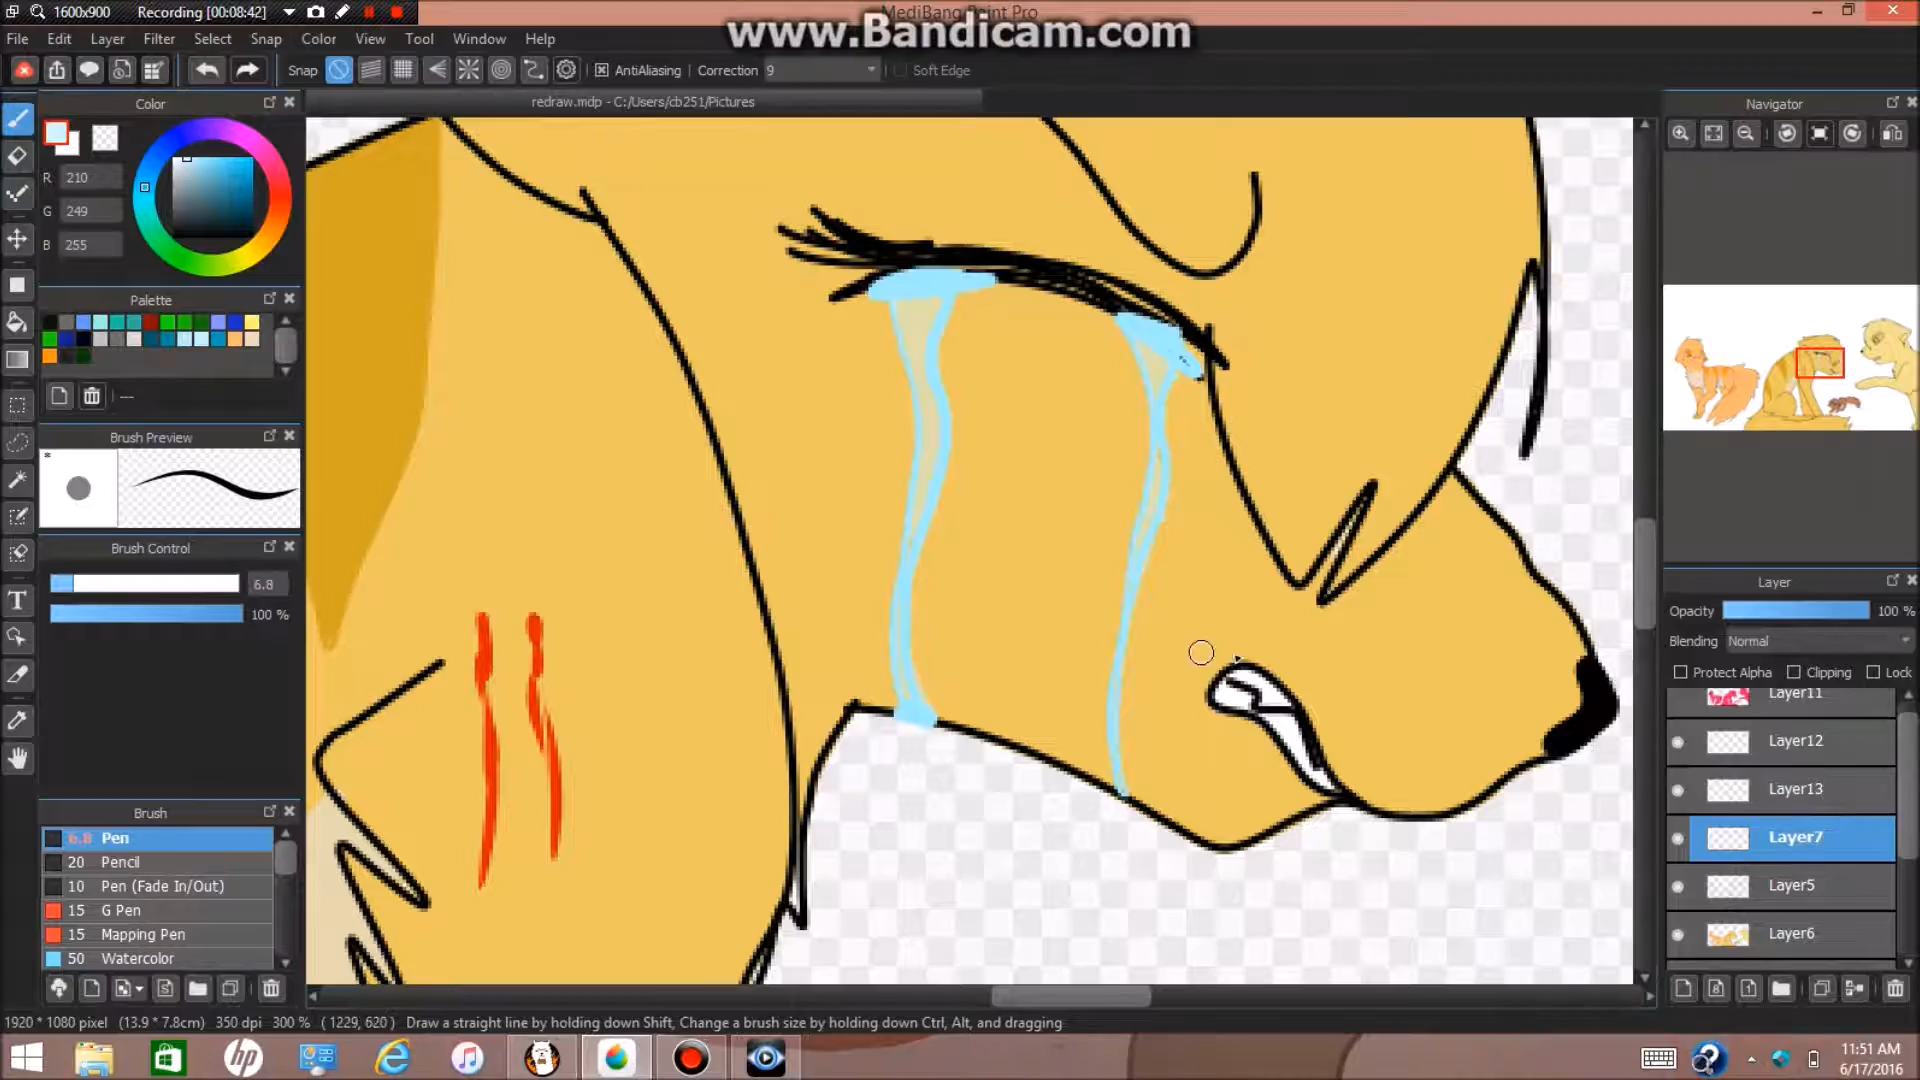 1600x900 Recording [00:08:42]
MediBang Paint Pro
www.Bandicam.com
File Edit Layer Filter Select Snap Color View Tool Window Help
Snap AntiAliasing Correction 9 Soft Edge
Color
redraw.mdp - C:/Users/cb251/Pictures
Navigator
R 210
G 249
B 255
Palette
---
Brush Preview
Brush Control
6.8
100 %
Layer
Opacity 100 %
Blending Normal
Protect Alpha Clipping Lock
Layer11
Layer12
Layer13
Layer7
Layer5
Layer6
Brush
6.8 Pen
20 Pencil
10 Pen (Fade In/Out)
15 G Pen
15 Mapping Pen
50 Watercolor
1920 * 1080 pixel (13.9 * 7.8cm) 350 dpi 300 % ( 1229, 620 ) Draw a straight line by holding down Shift, Change a brush size by holding down Ctrl, Alt, and dragging
11:51 AM
6/17/2016